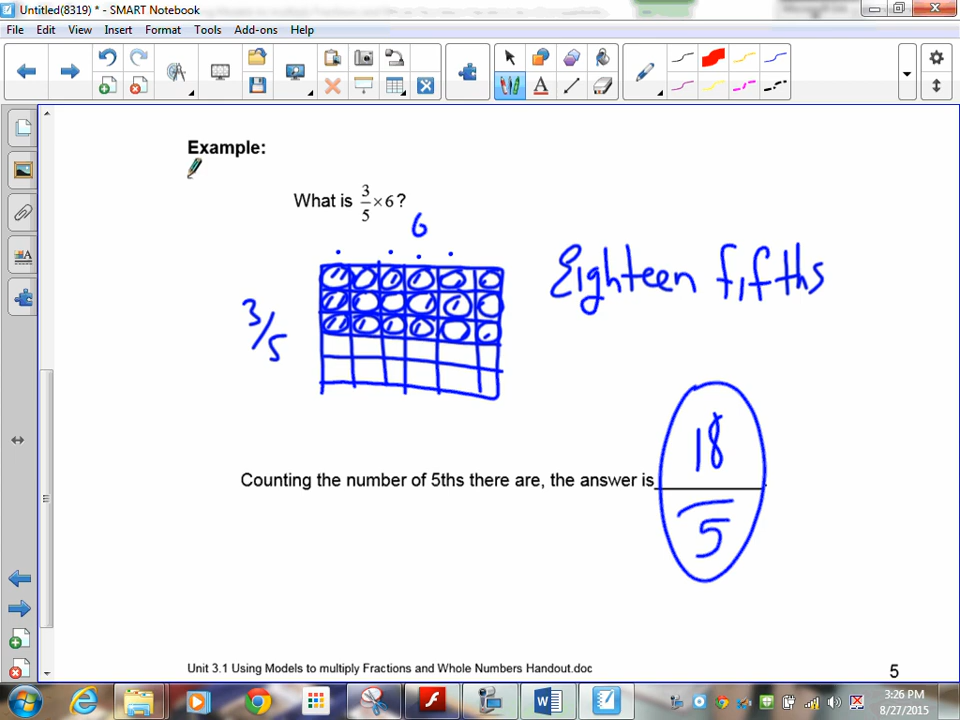 Untitled(8319) * - SMART Notebook
File Edit View Insert Format Tools Add-ons Help
Example:
What is 3/5 × 6?
6
3/5
Eighteen fifths
Counting the number of 5ths there are, the answer is
18
5
Unit 3.1 Using Models to multiply Fractions and Whole Numbers Handout.doc
5
3:26 PM
8/27/2015